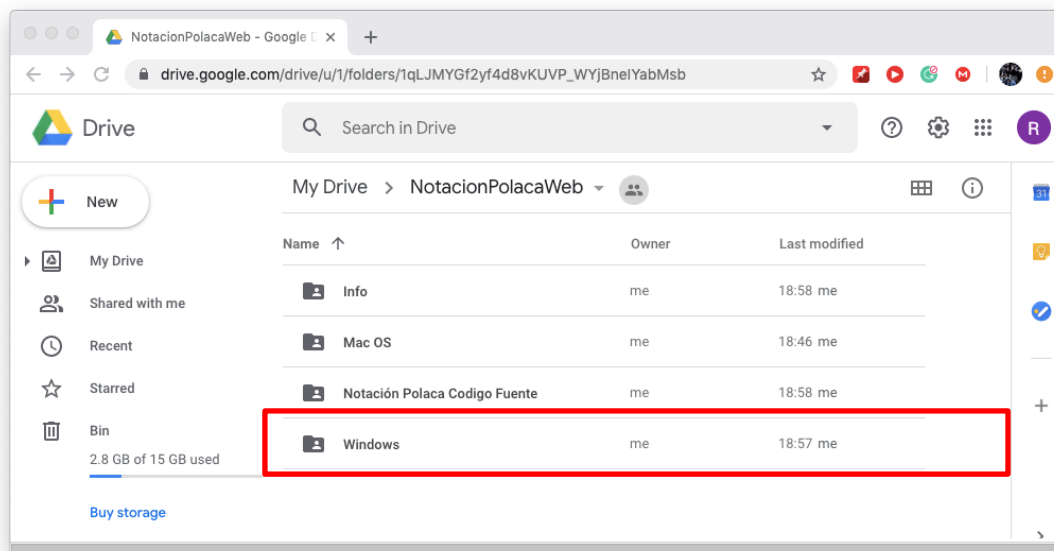 NotacionPolacaWeb - Google D
drive.google.com/drive/u/1/folders/1qLJMYGf2yf4d8vKUVP_WYjBnelYabMsb
Drive
Search in Drive
R
My Drive > NotacionPolacaWeb
New
Name Owner Last modified
31
My Drive
Info me 18:58 me
Shared with me
Mac OS me 18:46 me
Recent
Starred
Notación Polaca Codigo Fuente me 18:58 me
Bin
Windows me 18:57 me
2.8 GB of 15 GB used
Buy storage